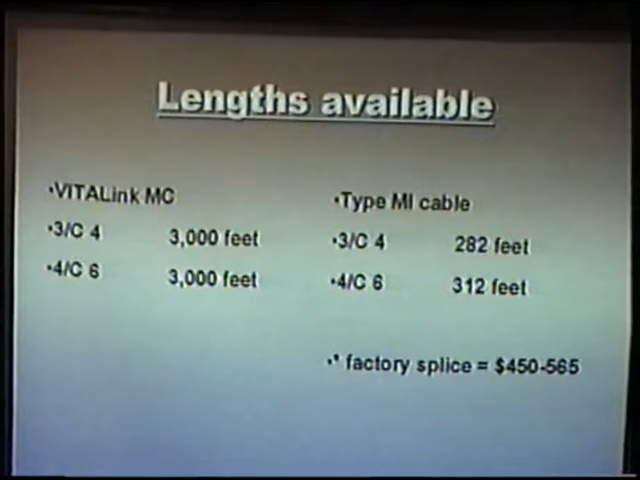 Lengths available
•VITALink MC
•3/C 4 3,000 feet
•4/C 6 3,000 feet
•Type MI cable
•3/C 4 282 feet
•4/C 6 312 feet
•* factory splice = $450-565